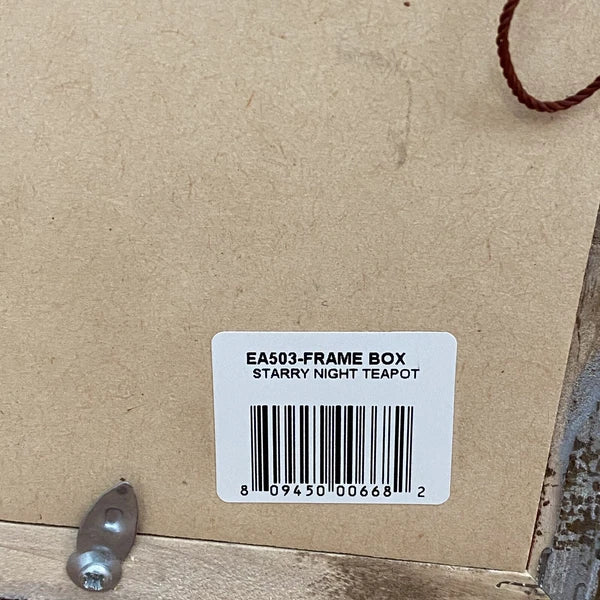 EA503-FRAME BOX
STARRY NIGHT TEAPOT
8 09450 00668 2